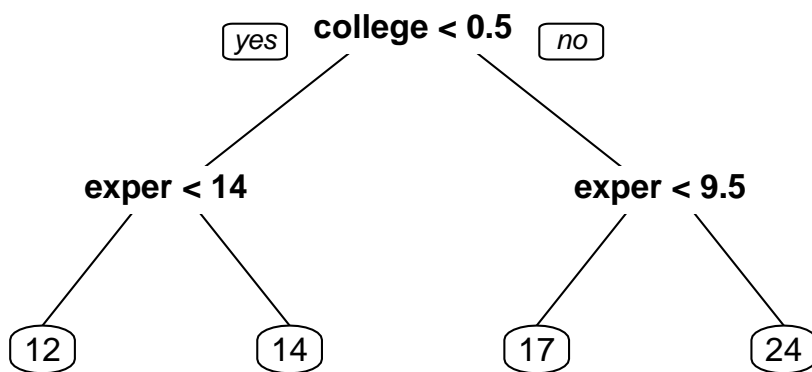 yes college < 0.5 no
exper < 14 exper < 9.5
12 14 17 24